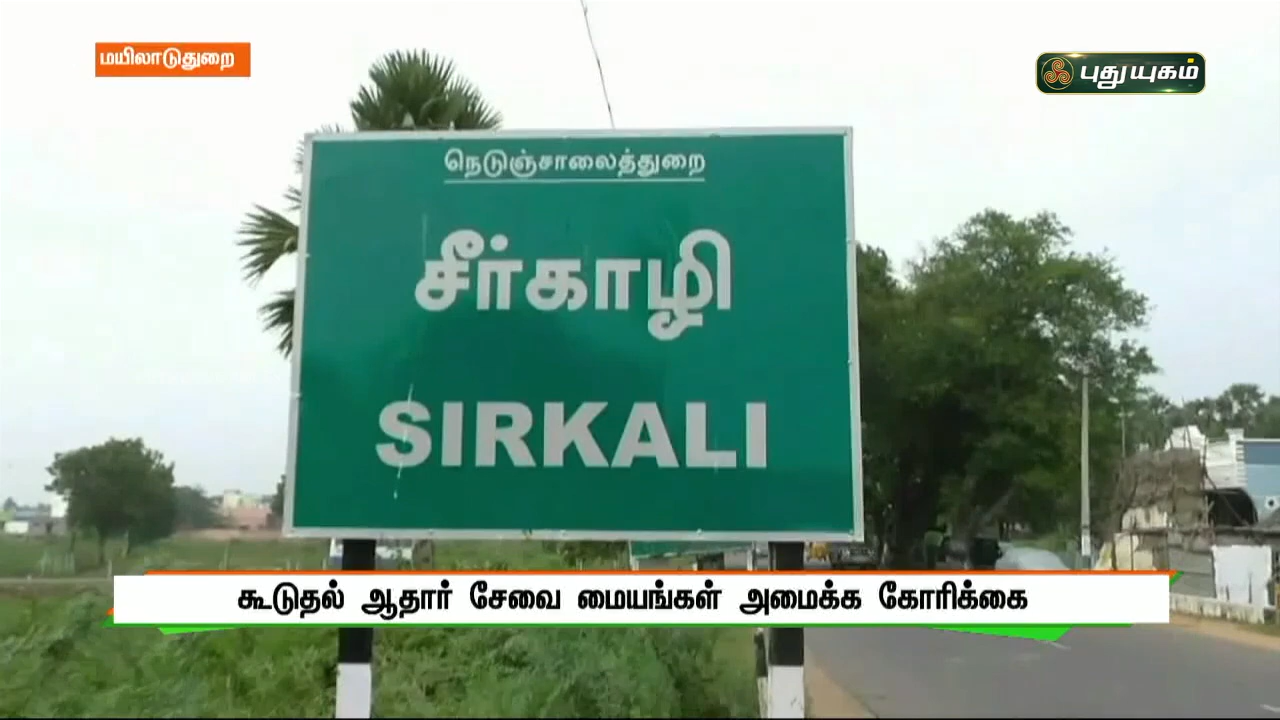 மயிலாடுதுறை
புதுயுகம்
நெடுஞ்சாலைத்துறை
சீர்காழி
SIRKALI
கூடுதல் ஆதார் சேவை மையங்கள் அமைக்க கோரிக்கை